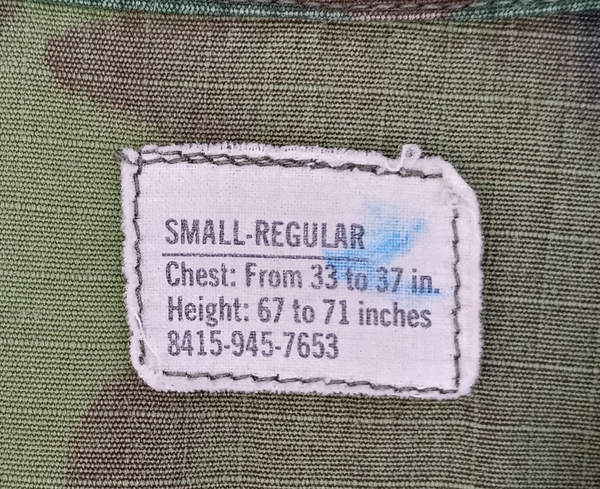 SMALL-REGULAR
Chest: From 33 to 37 in.
Height: 67 to 71 inches
8415-945-7653